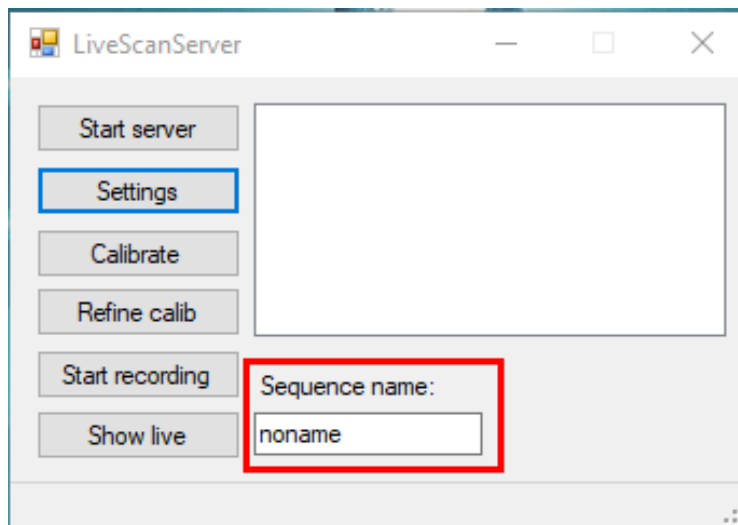 LiveScanServer
Start server
Settings
Calibrate
Refine calib
Start recording
Show live
Sequence name:
noname